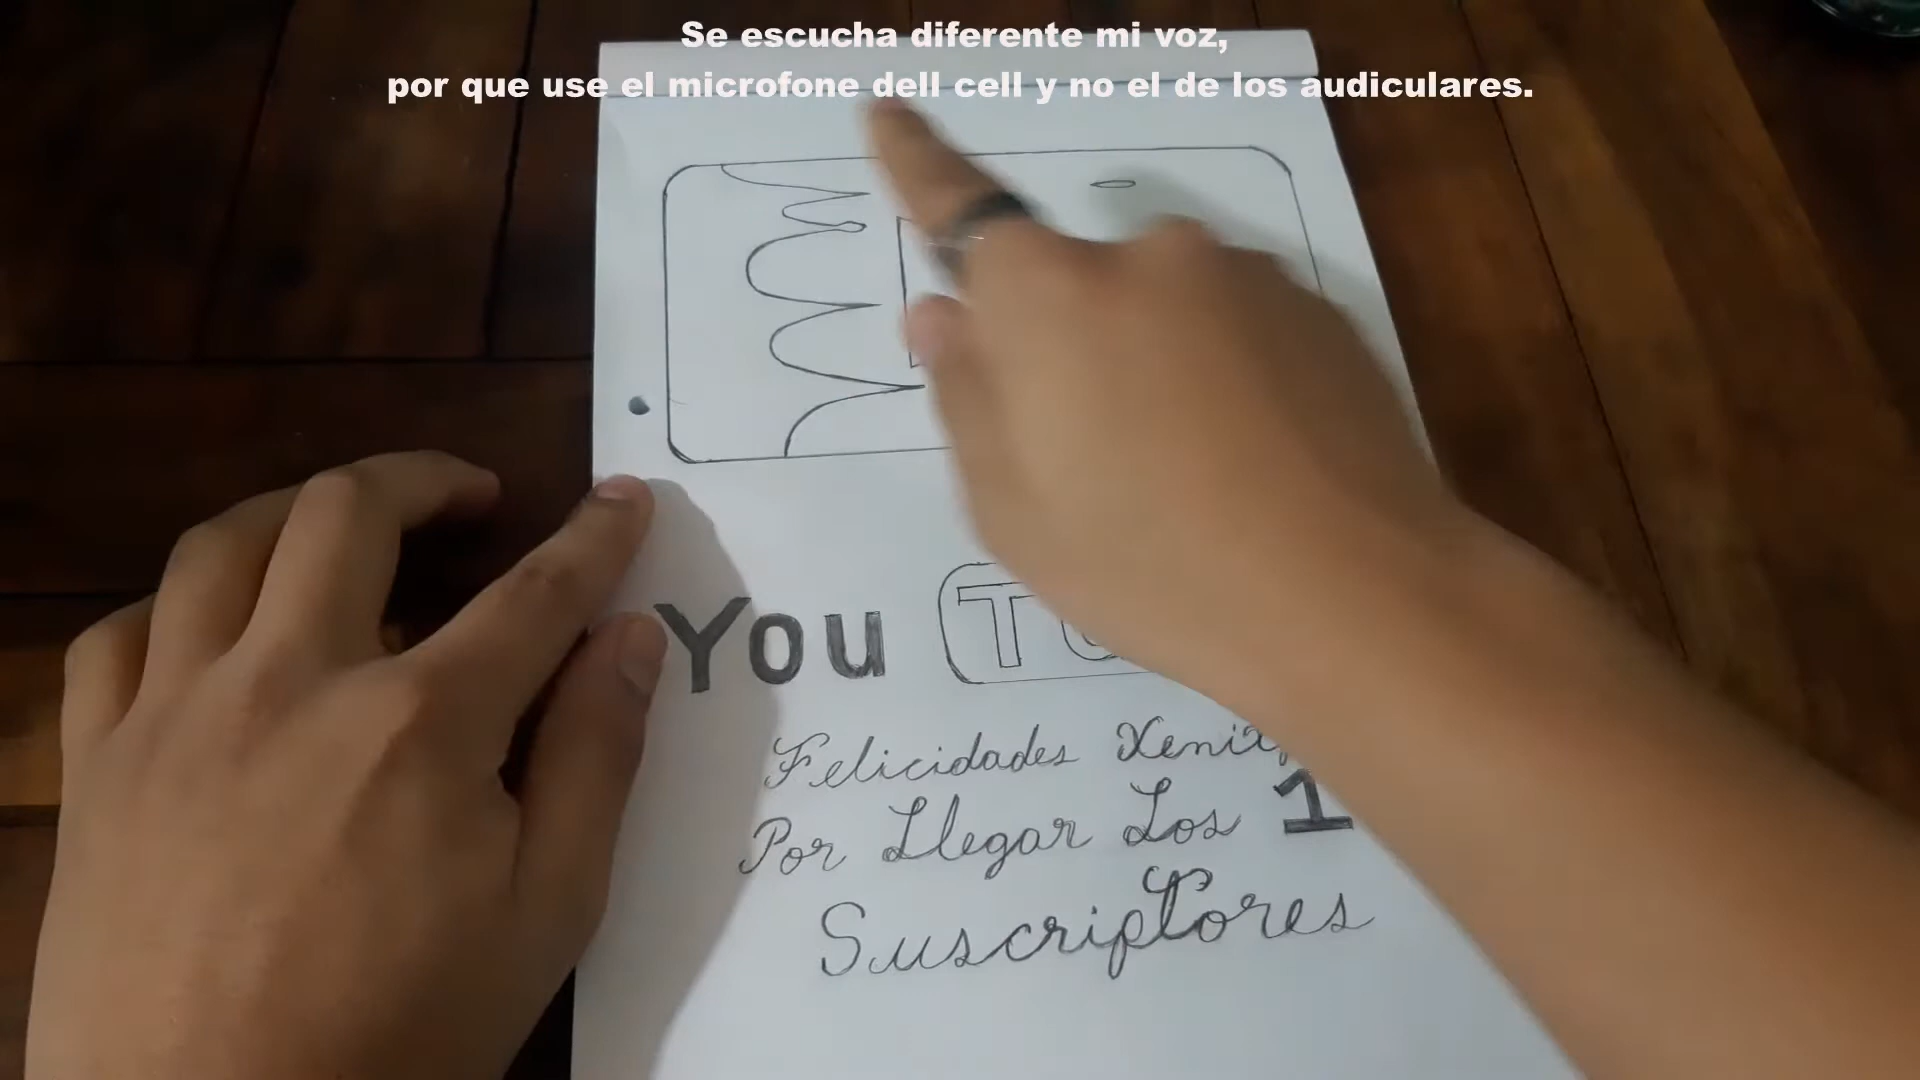 Se escucha diferente mi voz,
por que use el microfone dell cell y no el de los audiculares.
You T
Felicidades
Por Llegar Los 1
Suscriptores